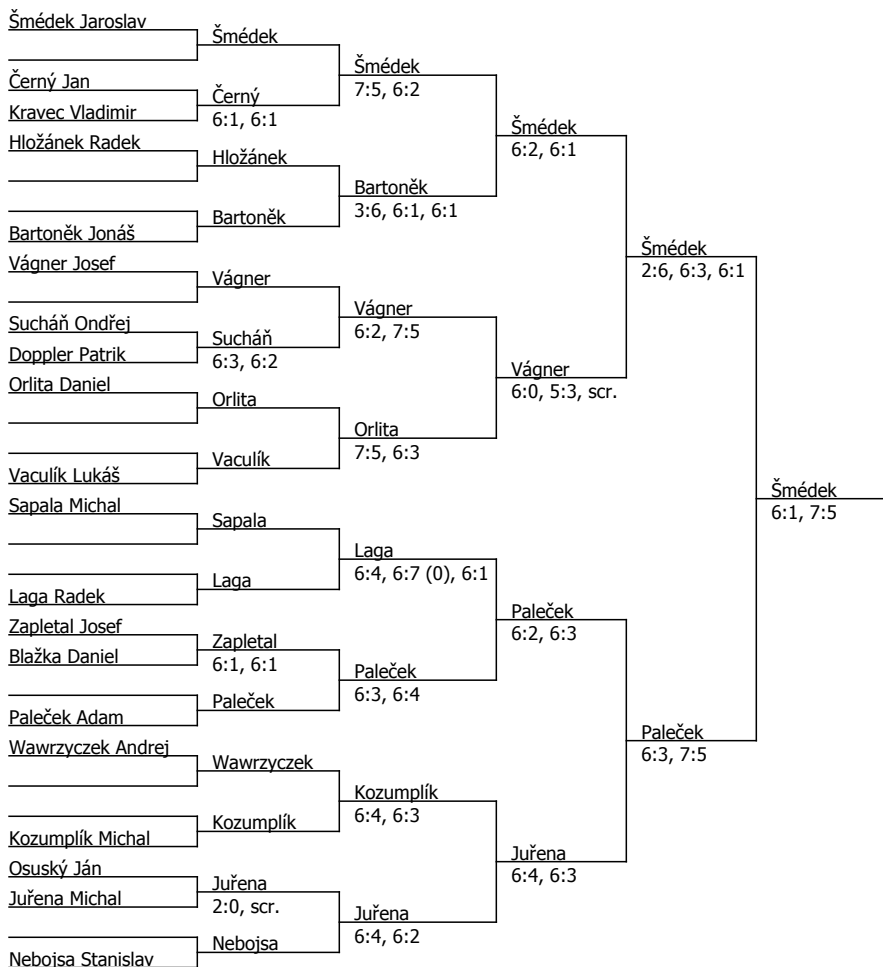 Šmédek Jaroslav
Černý Jan
Kravec Vladimir
Hložánek Radek
Bartoněk Jonáš
Vágner Josef
Sucháň Ondřej
Doppler Patrik
Orlita Daniel
Vaculík Lukáš
Sapala Michal
Laga Radek
Zapletal Josef
Blažka Daniel
Paleček Adam
Wawrzyczek Andrej
Kozumplík Michal
Osuský Ján
Juřena Michal
Nebojsa Stanislav
Šmédek
Černý
6:1, 6:1
Hložánek
Bartoněk
Vágner
Sucháň
6:3, 6:2
Orlita
Vaculík
Sapala
Laga
Zapletal
6:1, 6:1
Paleček
Wawrzyczek
Kozumplík
Juřena
2:0, scr.
Nebojsa
Šmédek
7:5, 6:2
Bartoněk
3:6, 6:1, 6:1
Vágner
6:2, 7:5
Orlita
7:5, 6:3
Laga
6:4, 6:7 (0), 6:1
Paleček
6:3, 6:4
Kozumplík
6:4, 6:3
Juřena
6:4, 6:2
Šmédek
6:2, 6:1
Vágner
6:0, 5:3, scr.
Paleček
6:2, 6:3
Juřena
6:4, 6:3
Šmédek
2:6, 6:3, 6:1
Paleček
6:3, 7:5
Šmédek
6:1, 7:5